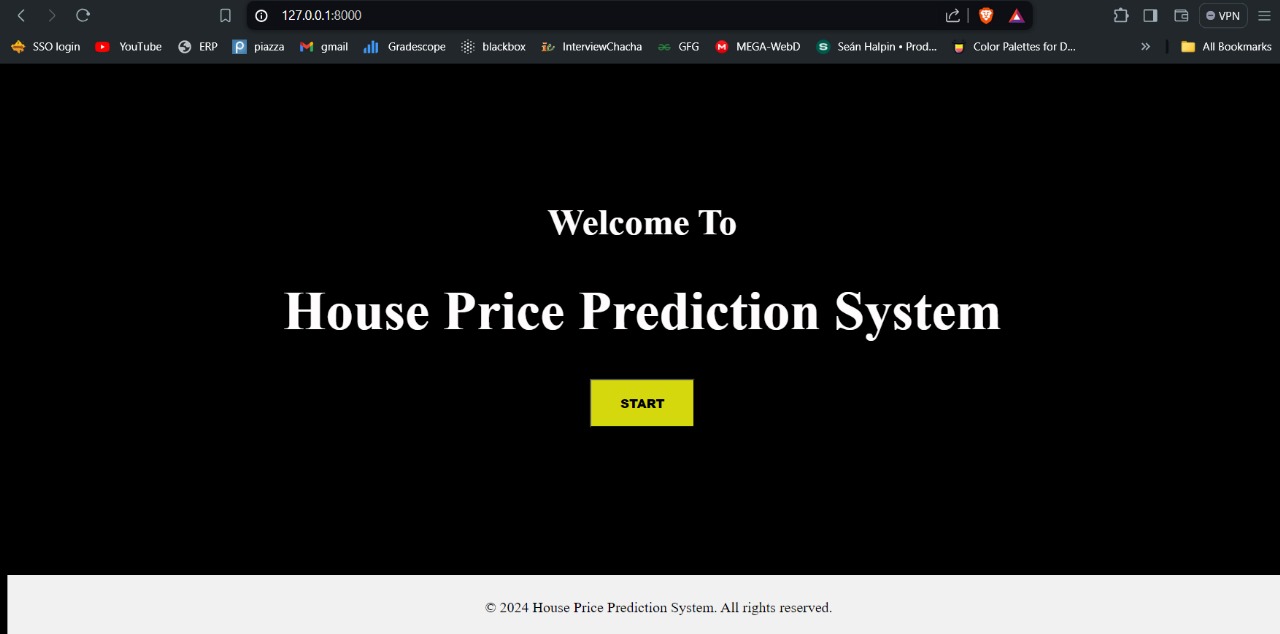 127.0.0.1:8000
VPN
SSO login YouTube ERP piazza gmail Gradescope blackbox InterviewChacha GFG MEGA-WebD Seán Halpin • Prod... Color Palettes for D... » All Bookmarks
Welcome To
House Price Prediction System
START
© 2024 House Price Prediction System. All rights reserved.